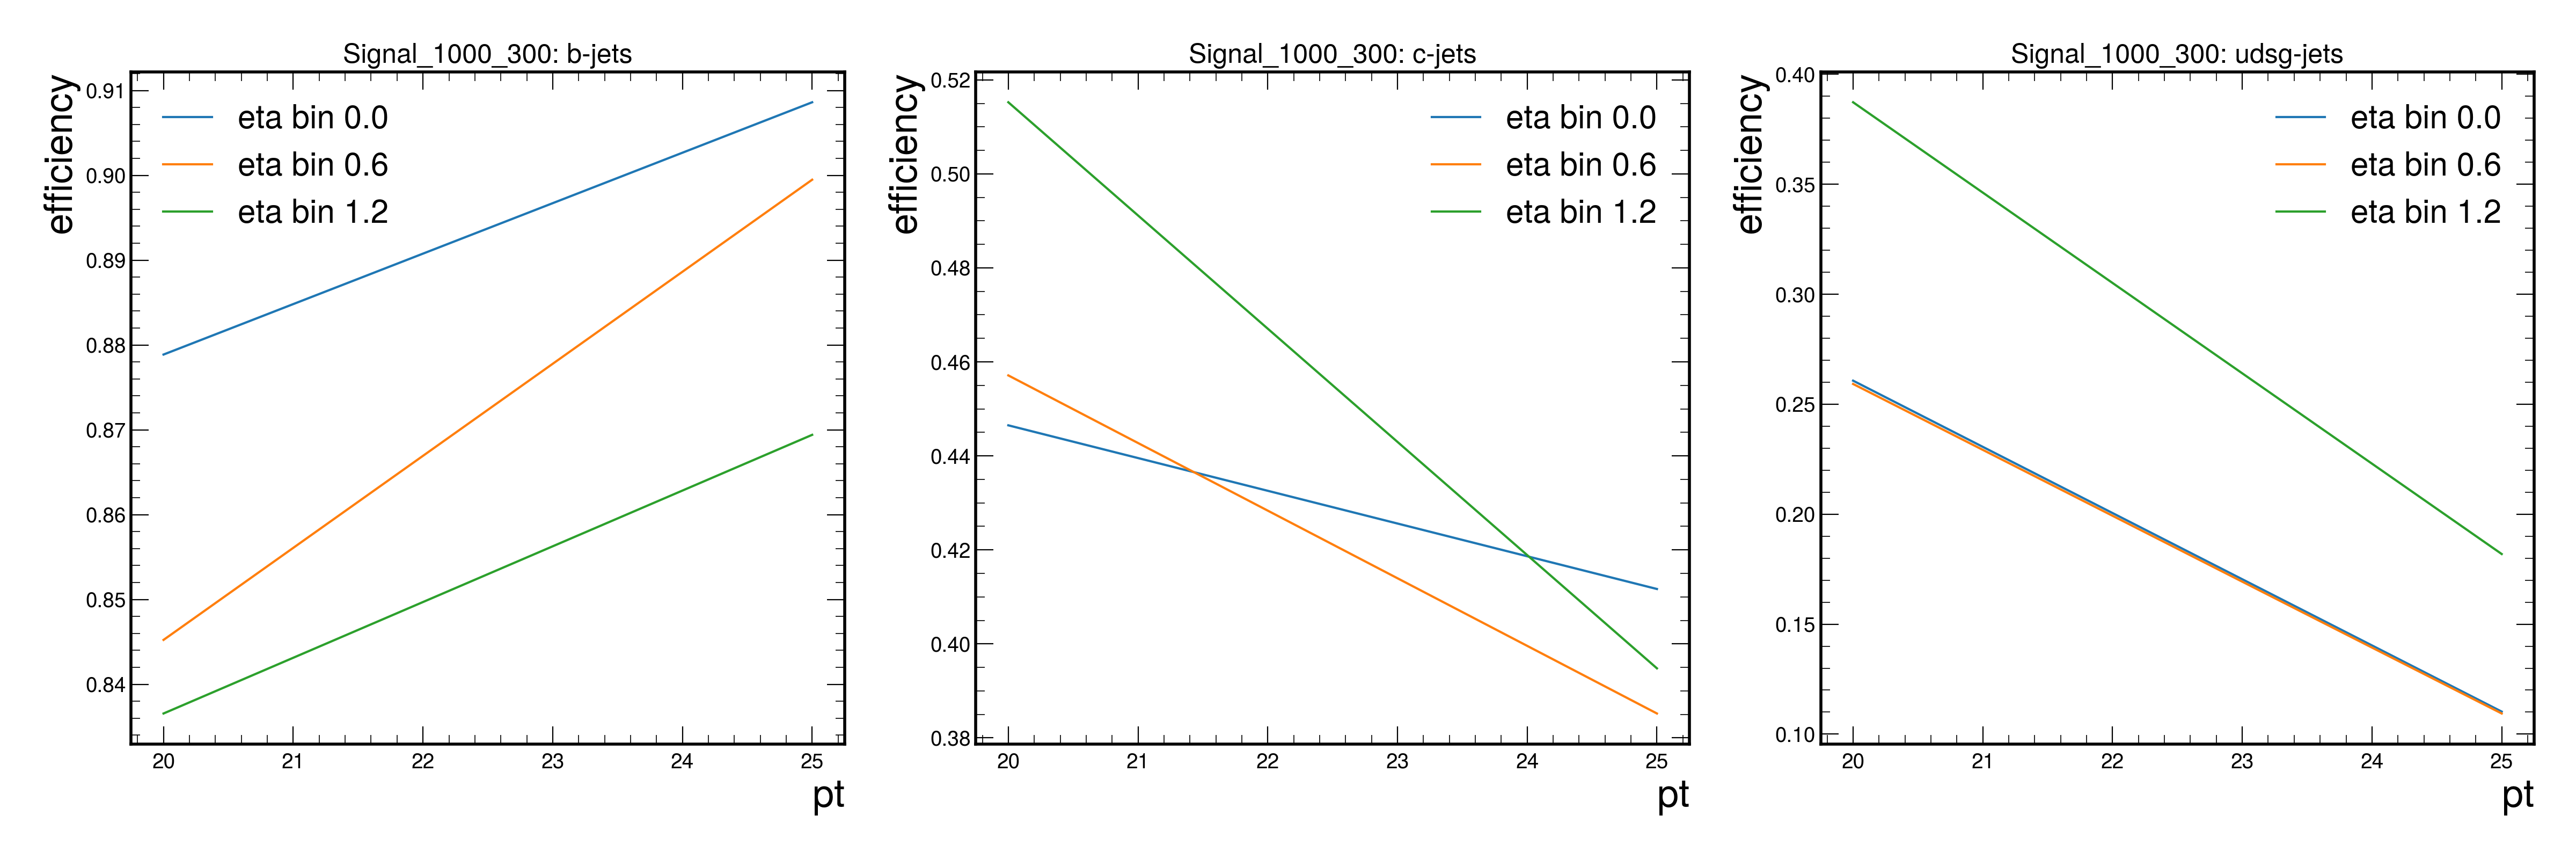 Signal_1000_300: b-jets
efficiency
0.91
0.90
0.89
0.88
0.87
0.86
0.85
0.84
eta bin 0.0
eta bin 0.6
eta bin 1.2
20 21 22 23 24 25
pt
Signal_1000_300: c-jets
efficiency
0.52
0.50
0.48
0.46
0.44
0.42
0.40
0.38
eta bin 0.0
eta bin 0.6
eta bin 1.2
20 21 22 23 24 25
pt
Signal_1000_300: udsg-jets
efficiency
0.40
0.35
0.30
0.25
0.20
0.15
0.10
eta bin 0.0
eta bin 0.6
eta bin 1.2
20 21 22 23 24 25
pt